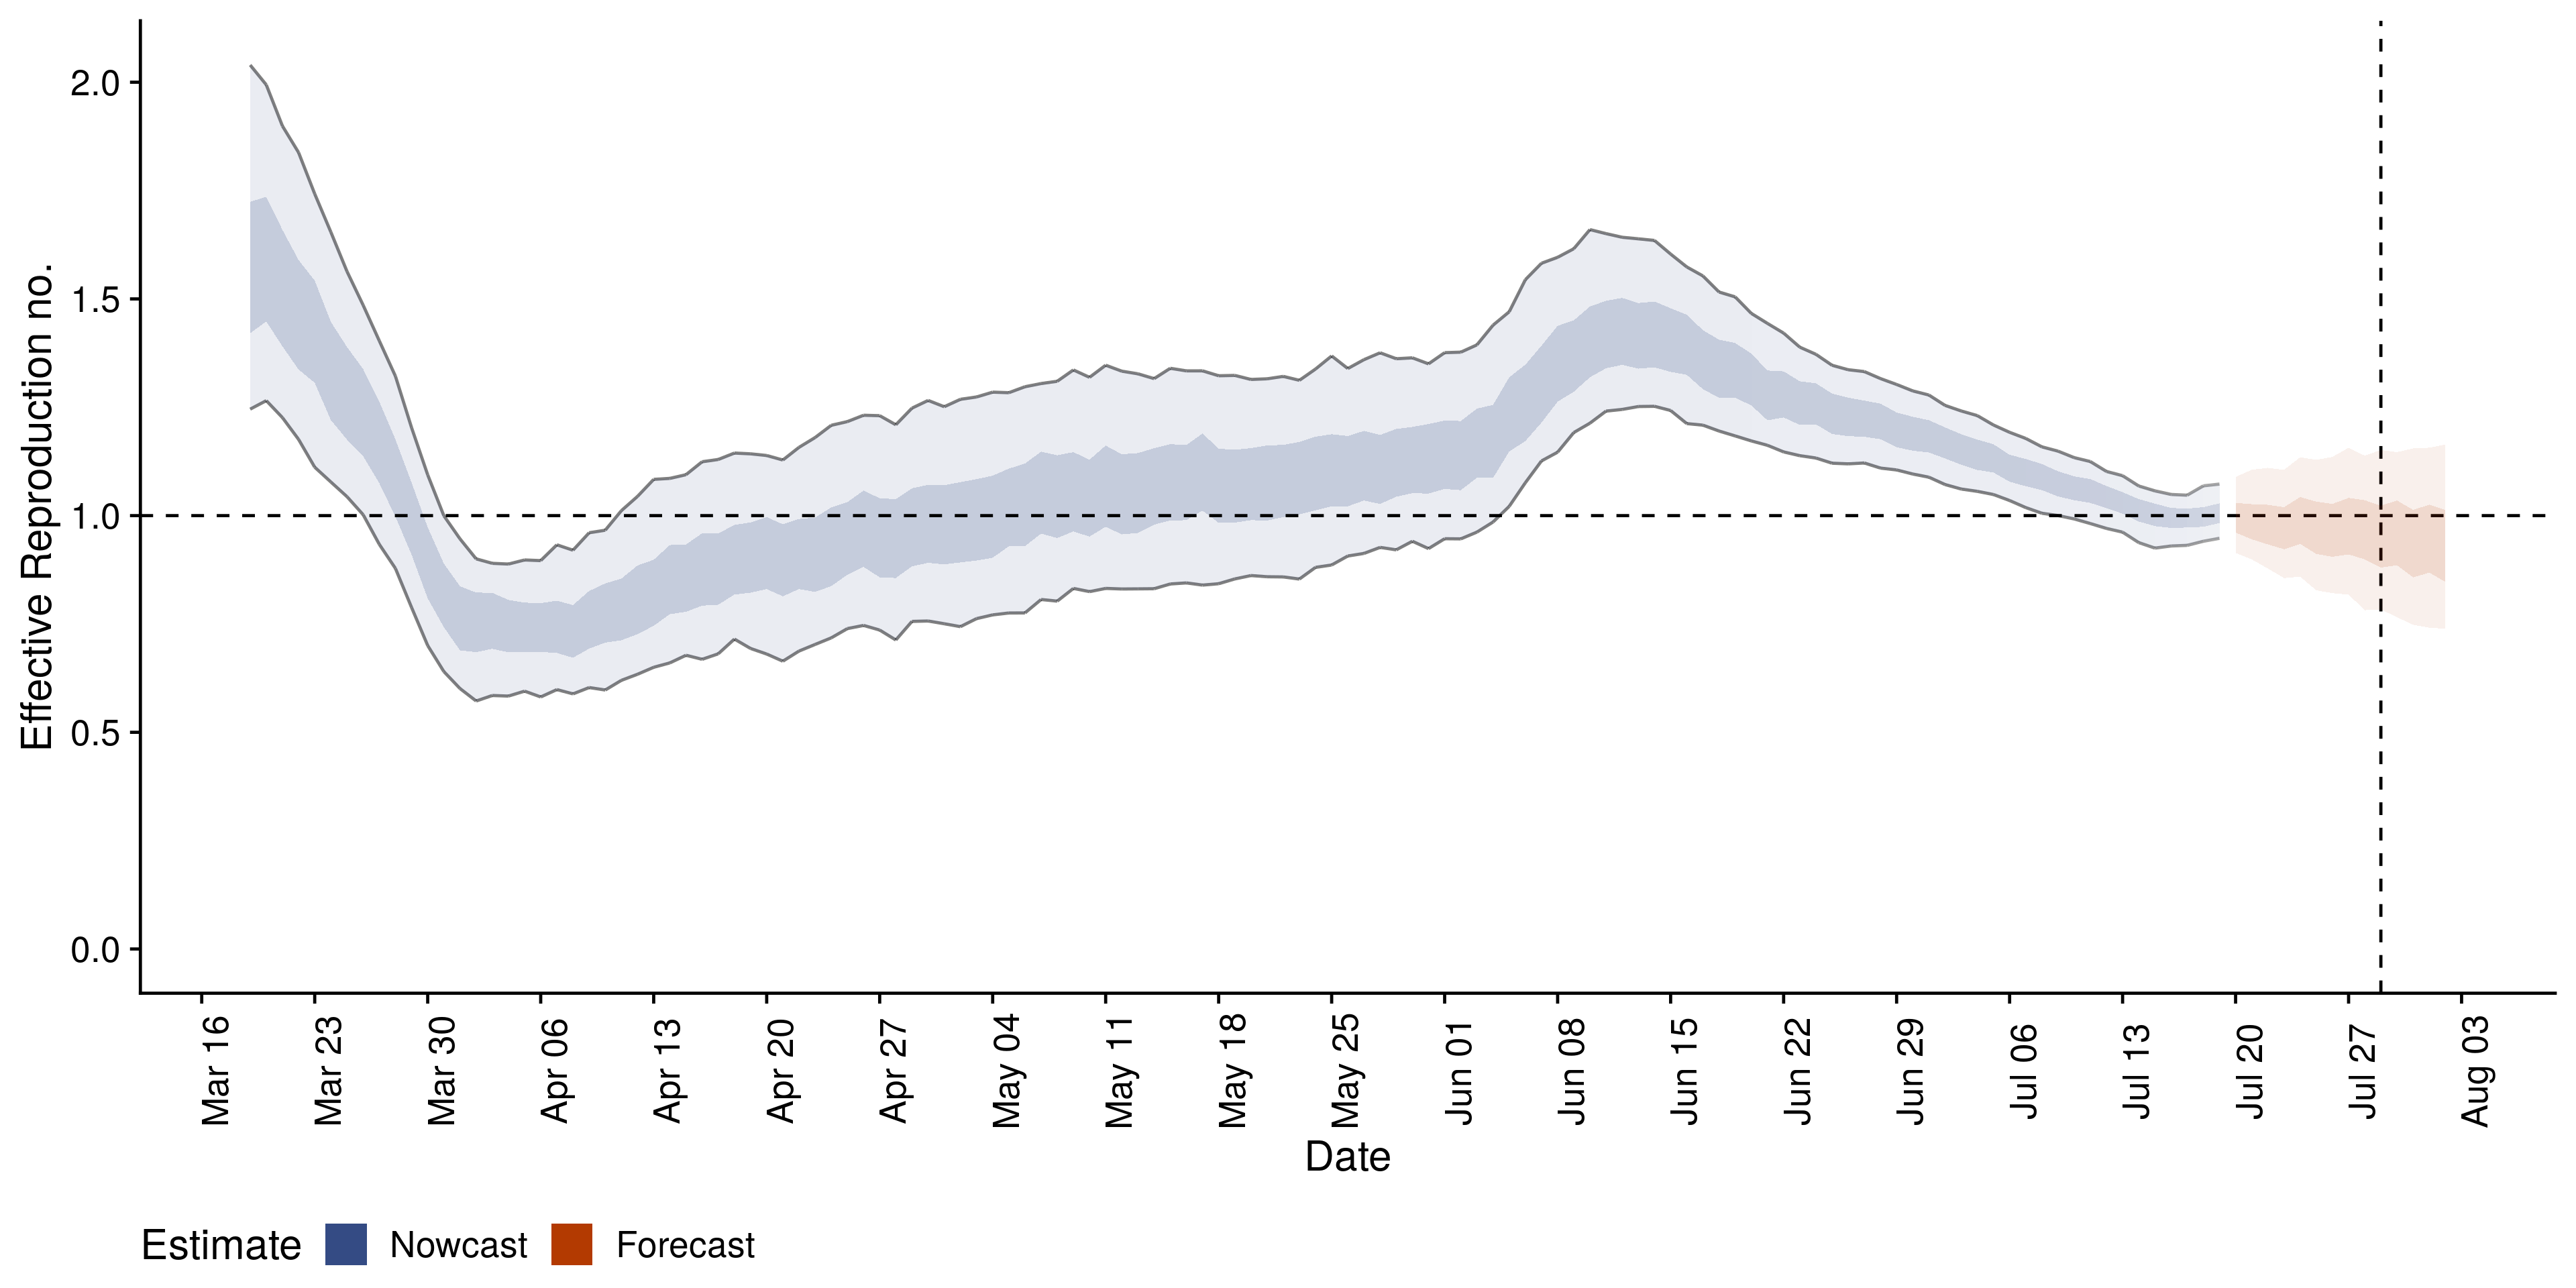 Effective Reproduction no.
2.0
1.5
1.0
0.5
0.0
Mar 16
Mar 23
Mar 30
Apr 06
Apr 13
Apr 20
Apr 27
May 04
May 11
May 18
May 25
Jun 01
Jun 08
Jun 15
Jun 22
Jun 29
Jul 06
Jul 13
Jul 20
Jul 27
Aug 03
Date
Estimate Nowcast Forecast